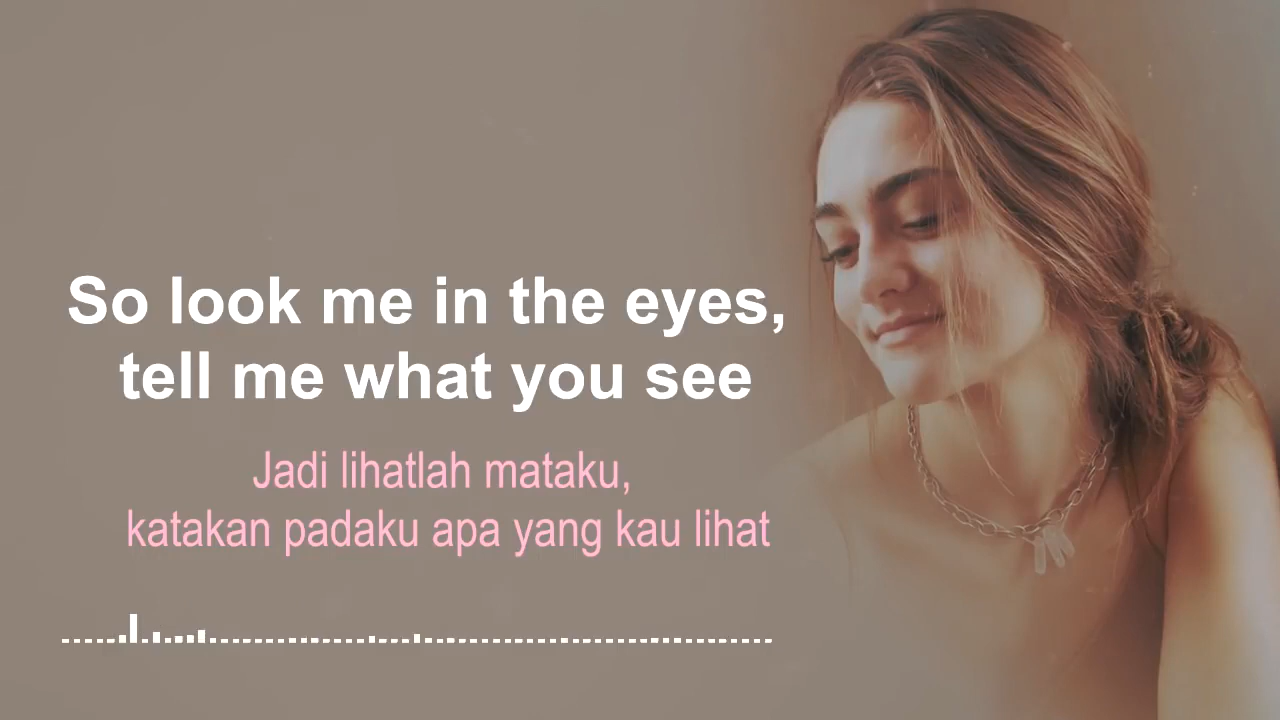 So look me in the eyes,
tell me what you see
Jadi lihatlah mataku,
katakan padaku apa yang kau lihat